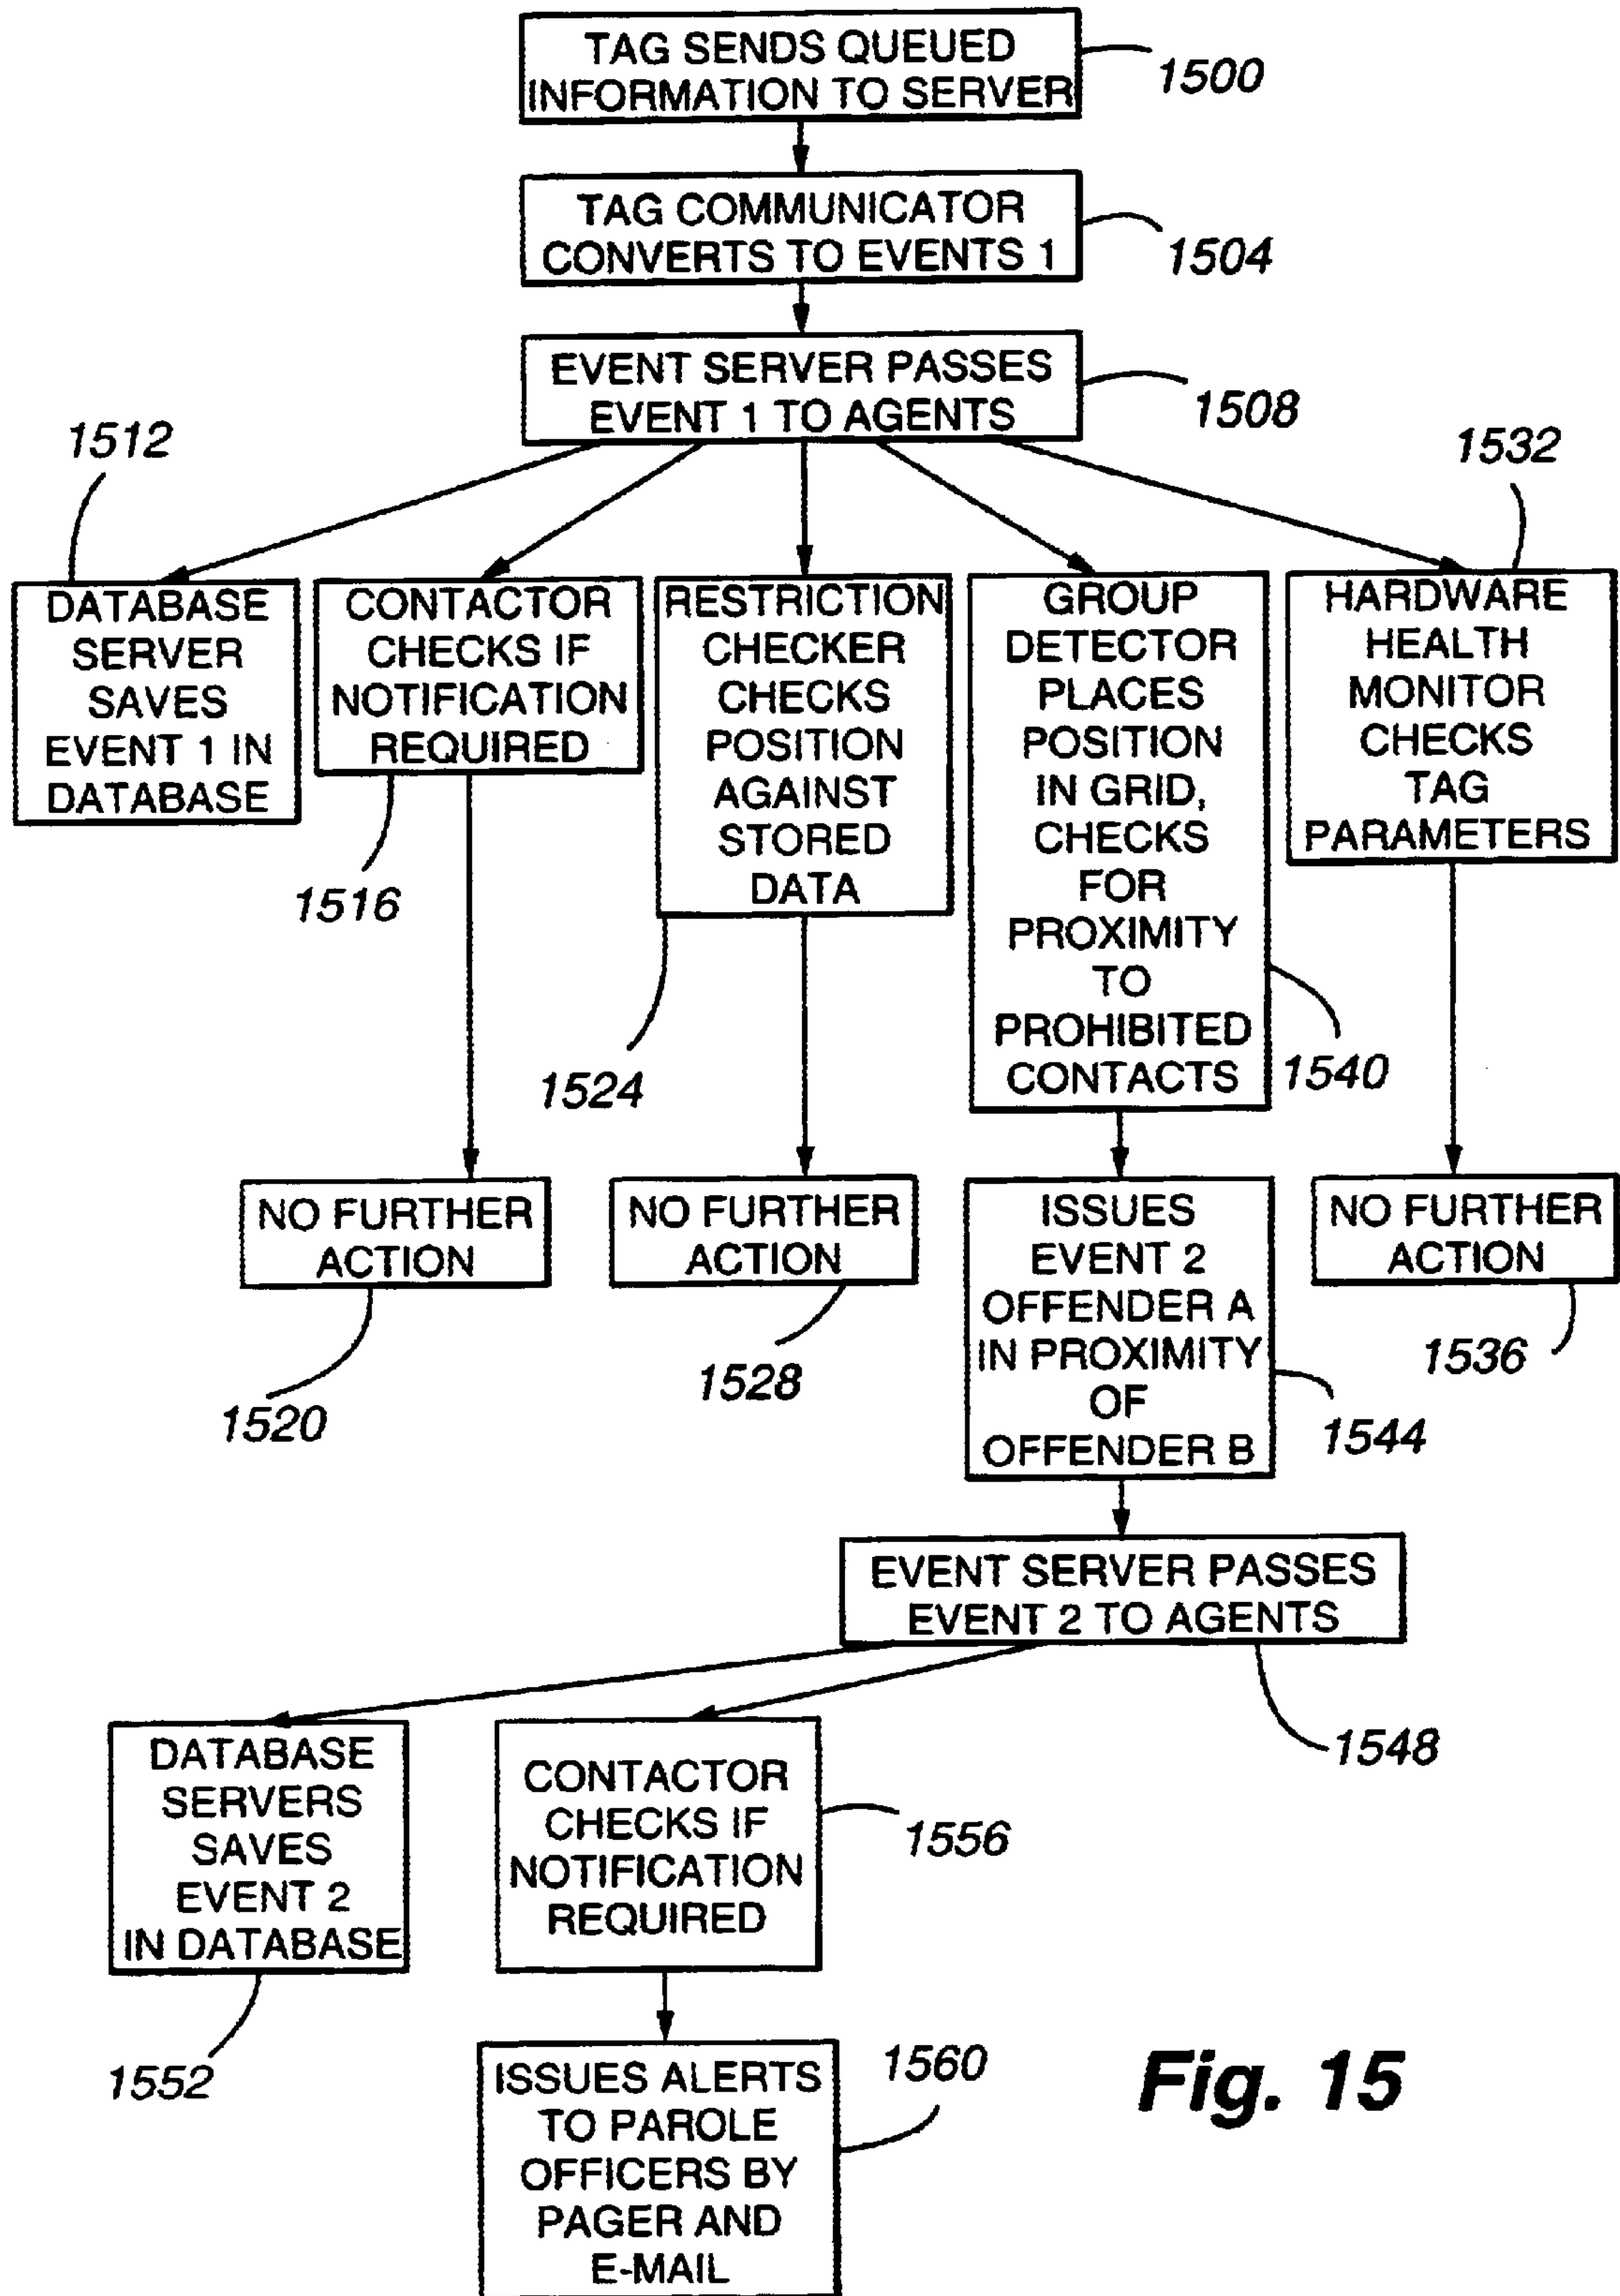 TAG SENDS QUEUED
INFORMATION TO SERVER
1500
TAG COMMUNICATOR
CONVERTS TO EVENTS 1
1504
EVENT SERVER PASSES
EVENT 1 TO AGENTS
1508
1512
1532
DATABASE
SERVER
SAVES
EVENT 1 IN
DATABASE
CONTACTOR
CHECKS IF
NOTIFICATION
REQUIRED
1516
RESTRICTION
CHECKER
CHECKS
POSITION
AGAINST
STORED
DATA
1524
GROUP
DETECTOR
PLACES
POSITION
IN GRID,
CHECKS
FOR
PROXIMITY
TO
PROHIBITED
CONTACTS
1540
HARDWARE
HEALTH
MONITOR
CHECKS
TAG
PARAMETERS
NO FURTHER
ACTION
1520
NO FURTHER
ACTION
1528
ISSUES
EVENT 2
OFFENDER A
IN PROXIMITY
OF
OFFENDER B
1544
NO FURTHER
ACTION
1536
EVENT SERVER PASSES
EVENT 2 TO AGENTS
1548
DATABASE
SERVERS
SAVES
EVENT 2
IN DATABASE
1552
CONTACTOR
CHECKS IF
NOTIFICATION
REQUIRED
1556
ISSUES ALERTS
TO PAROLE
OFFICERS BY
PAGER AND
E-MAIL
1560
Fig. 15